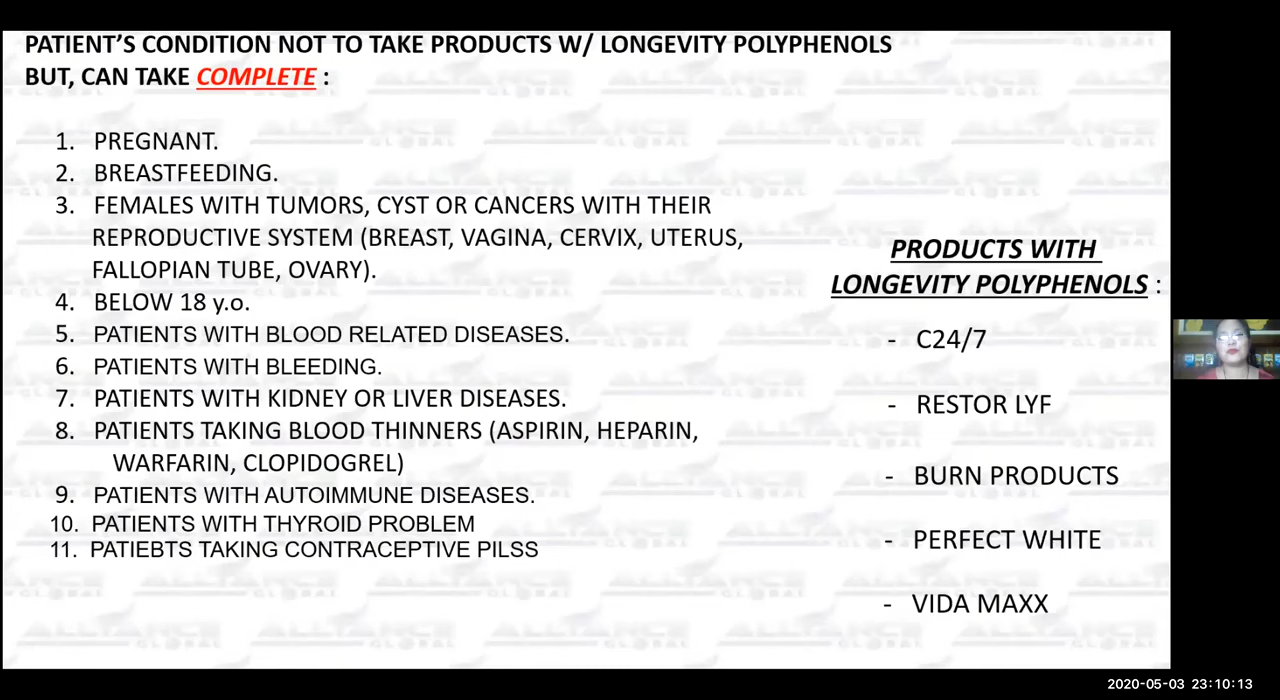 PATIENT'S CONDITION NOT TO TAKE PRODUCTS W/ LONGEVITY POLYPHENOLS
BUT, CAN TAKE COMPLETE :
1. PREGNANT.
2. BREASTFEEDING.
3. FEMALES WITH TUMORS, CYST OR CANCERS WITH THEIR
REPRODUCTIVE SYSTEM (BREAST, VAGINA, CERVIX, UTERUS,
FALLOPIAN TUBE, OVARY).
4. BELOW 18 y.o.
5. PATIENTS WITH BLOOD RELATED DISEASES.
6. PATIENTS WITH BLEEDING.
7. PATIENTS WITH KIDNEY OR LIVER DISEASES.
8. PATIENTS TAKING BLOOD THINNERS (ASPIRIN, HEPARIN,
WARFARIN, CLOPIDOGREL)
9. PATIENTS WITH AUTOIMMUNE DISEASES.
10. PATIENTS WITH THYROID PROBLEM
11. PATIEBTS TAKING CONTRACEPTIVE PILSS
PRODUCTS WITH
LONGEVITY POLYPHENOLS :
- C24/7
- RESTOR LYF
- BURN PRODUCTS
- PERFECT WHITE
- VIDA MAXX
ALLIANCE
GLOBAL
2020-05-03 23:10:13